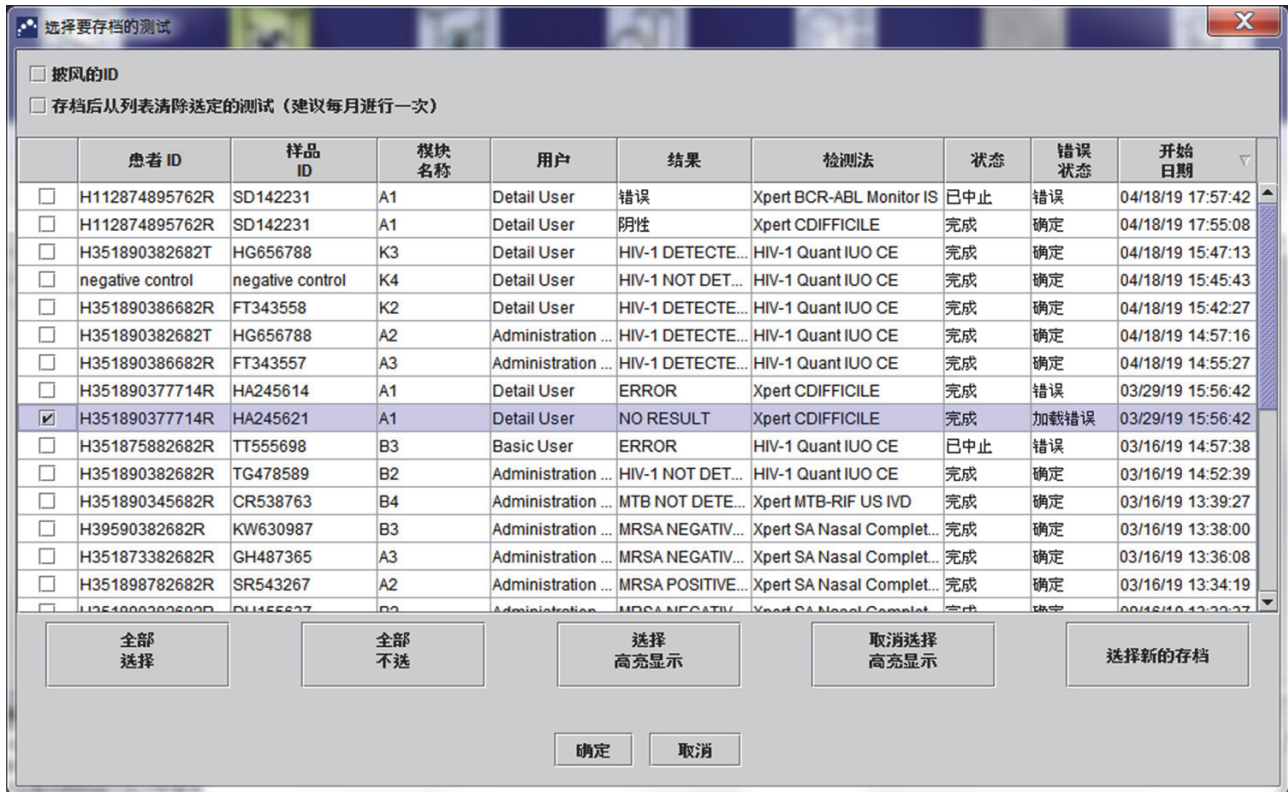 选择要存档的测试
披风的ID
存档后从列表清除选定的测试（建议每月进行一次）
患者 ID 样品 ID 模块 名称 用户 结果 检测法 状态 错误 状态 开始 日期
H112874895762R SD142231 A1 Detail User 错误 Xpert BCR-ABL Monitor IS 已中止 错误 04/18/19 17:57:42
H112874895762R SD142231 A1 Detail User 阴性 Xpert CDIFFICILE 完成 确定 04/18/19 17:55:08
H351890382682T HG656788 K3 Detail User HIV-1 DETECTE... HIV-1 Quant IUO CE 完成 确定 04/18/19 15:47:13
negative control negative control K4 Detail User HIV-1 NOT DET... HIV-1 Quant IUO CE 完成 确定 04/18/19 15:45:43
H351890386682R FT343558 K2 Detail User HIV-1 DETECTE... HIV-1 Quant IUO CE 完成 确定 04/18/19 15:42:27
H351890382682T HG656788 A2 Administration ... HIV-1 DETECTE... HIV-1 Quant IUO CE 完成 确定 04/18/19 14:57:16
H351890386682R FT343557 A3 Administration ... HIV-1 DETECTE... HIV-1 Quant IUO CE 完成 确定 04/18/19 14:55:27
H351890377714R HA245614 A1 Detail User ERROR Xpert CDIFFICILE 完成 错误 03/29/19 15:56:42
H351890377714R HA245621 A1 Detail User NO RESULT Xpert CDIFFICILE 完成 加载错误 03/29/19 15:56:42
H351875882682R TT555698 B3 Basic User ERROR HIV-1 Quant IUO CE 已中止 错误 03/16/19 14:57:38
H351890382682R TG478589 B2 Administration ... HIV-1 NOT DET... HIV-1 Quant IUO CE 完成 确定 03/16/19 14:52:39
H351890345682R CR538763 B4 Administration ... MTB NOT DETE... Xpert MTB-RIF US IVD 完成 确定 03/16/19 13:39:27
H39590382682R KW630987 B3 Administration ... MRSA NEGATIV... Xpert SA Nasal Complet... 完成 确定 03/16/19 13:38:00
H351873382682R GH487365 A3 Administration ... MRSA NEGATIV... Xpert SA Nasal Complet... 完成 确定 03/16/19 13:36:08
H351898782682R SR543267 A2 Administration ... MRSA POSITIVE... Xpert SA Nasal Complet... 完成 确定 03/16/19 13:34:19
全部 选择 全部 不选 选择 高亮显示 取消选择 高亮显示 选择新的存档
确定 取消